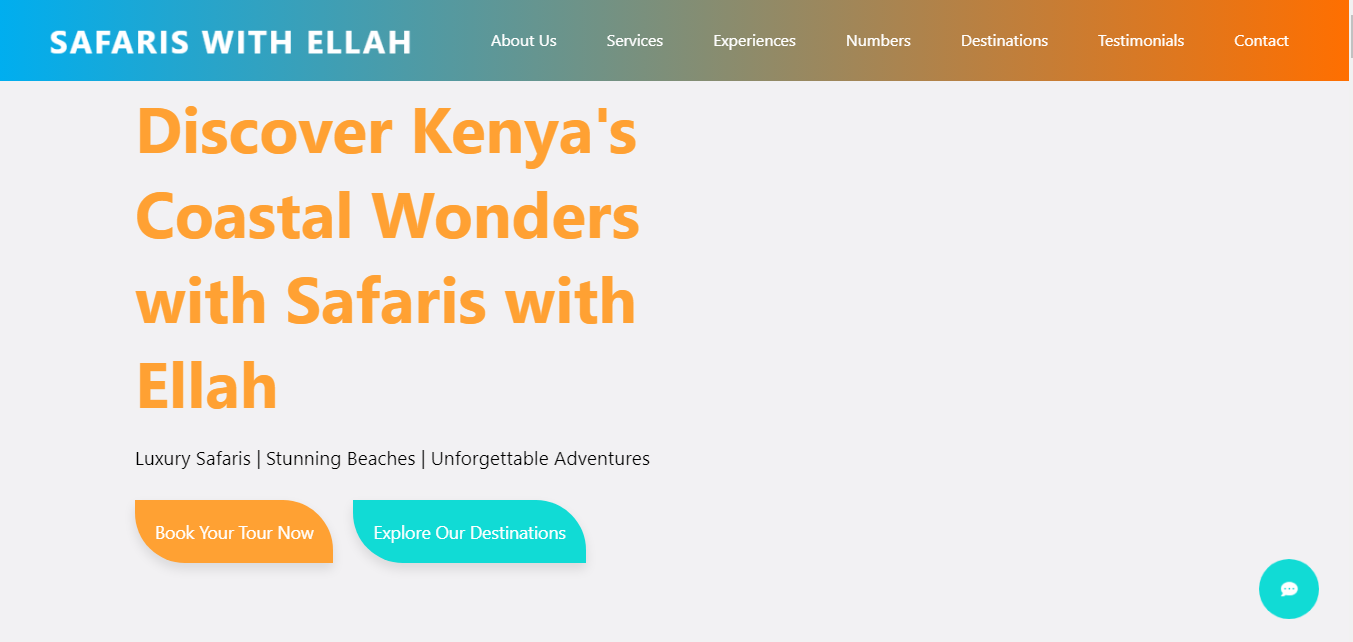 SAFARIS WITH ELLAH
About Us Services Experiences Numbers Destinations Testimonials Contact
Discover Kenya's
Coastal Wonders
with Safaris with
Ellah
Luxury Safaris | Stunning Beaches | Unforgettable Adventures
Book Your Tour Now
Explore Our Destinations